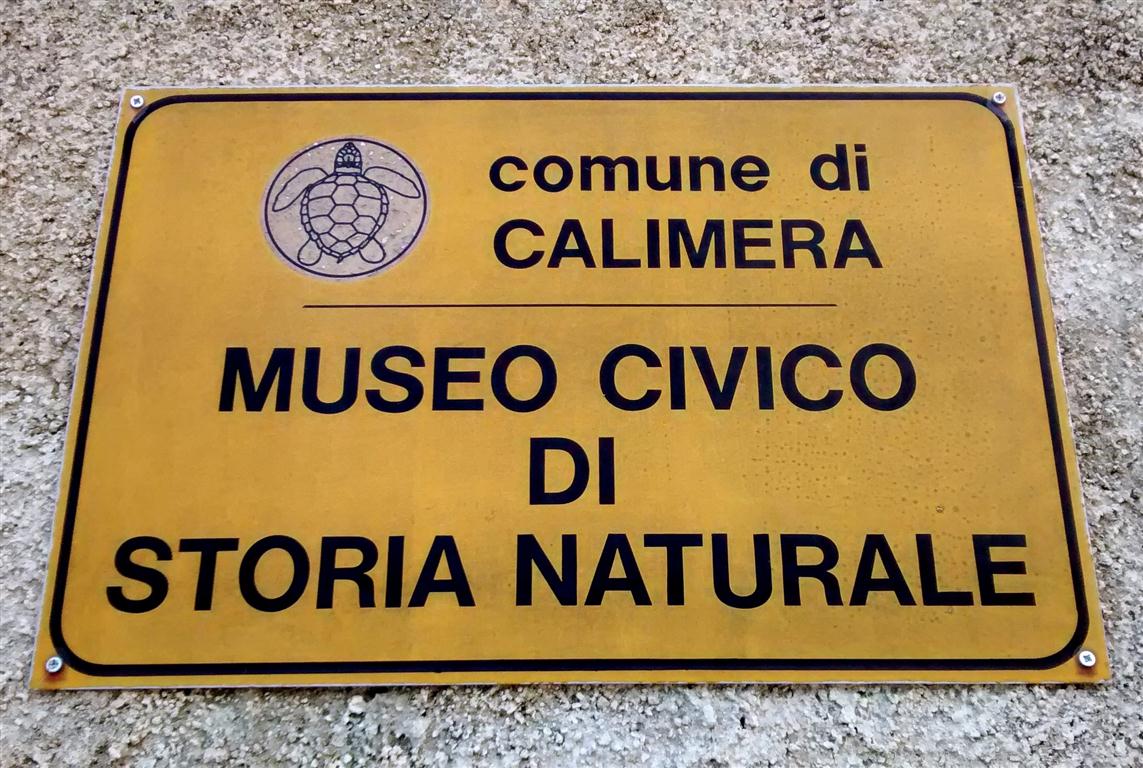 comune di
CALIMERA
MUSEO CIVICO
DI
STORIA NATURALE